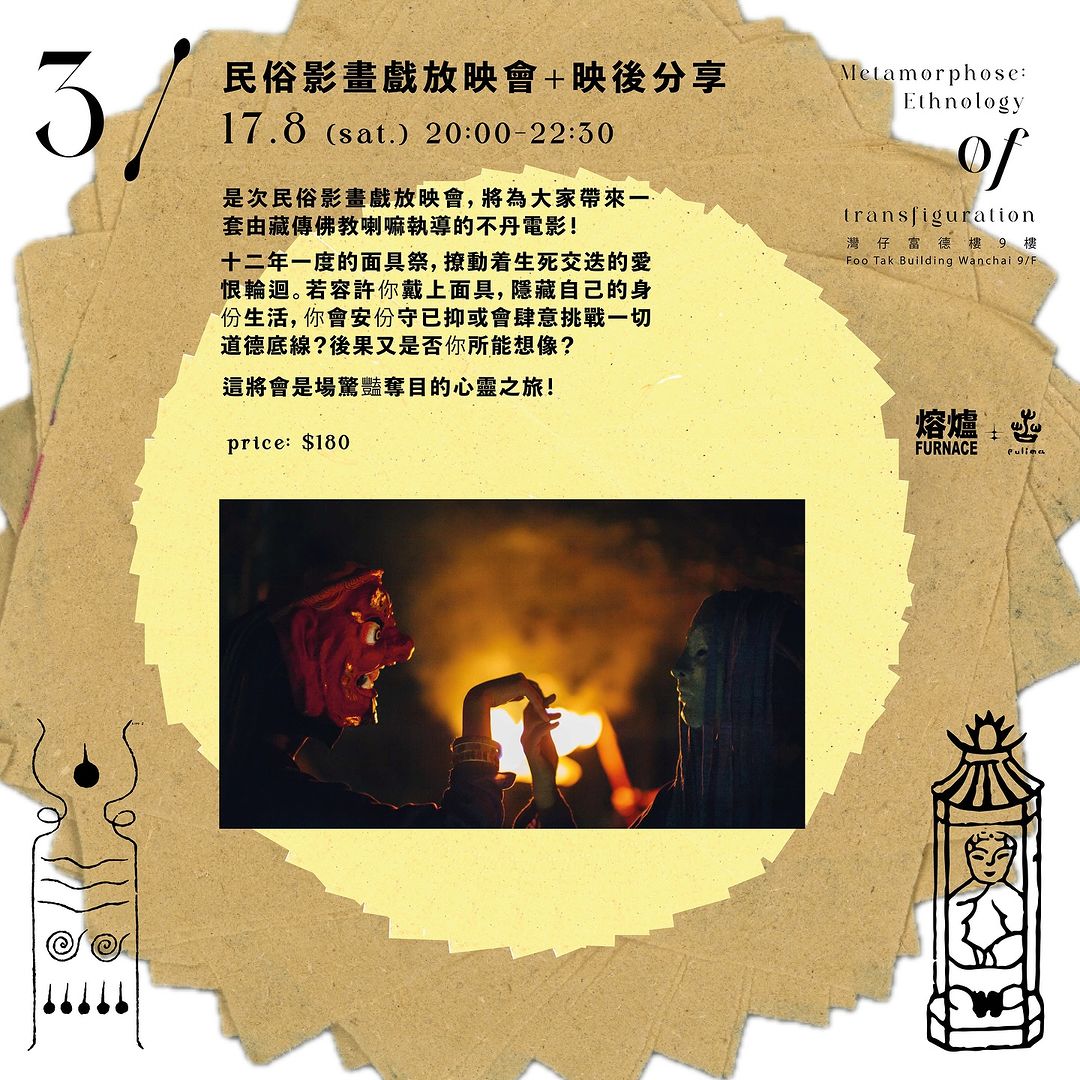 3/
民俗影畫戲放映會+映後分享
17.8 (sat.) 20:00-22:30
是次民俗影畫戲放映會，將為大家帶來一
套由藏傳佛教喇嘛執導的不丹電影！
十二年一度的面具祭，撩動着生死交迭的愛
恨輪迴。若容許你戴上面具，隱藏自己的身
份生活，你會安份守已抑或會肆意挑戰一切
道德底線？後果又是否你所能想像？
這將會是場驚豔奪目的心靈之旅！
price: $180
Metamorphose:
Ethnology
of
transfiguration
灣仔富德樓9樓
Foo Tak Building Wanchai 9/F
熔爐
FURNACE
+
Pulima